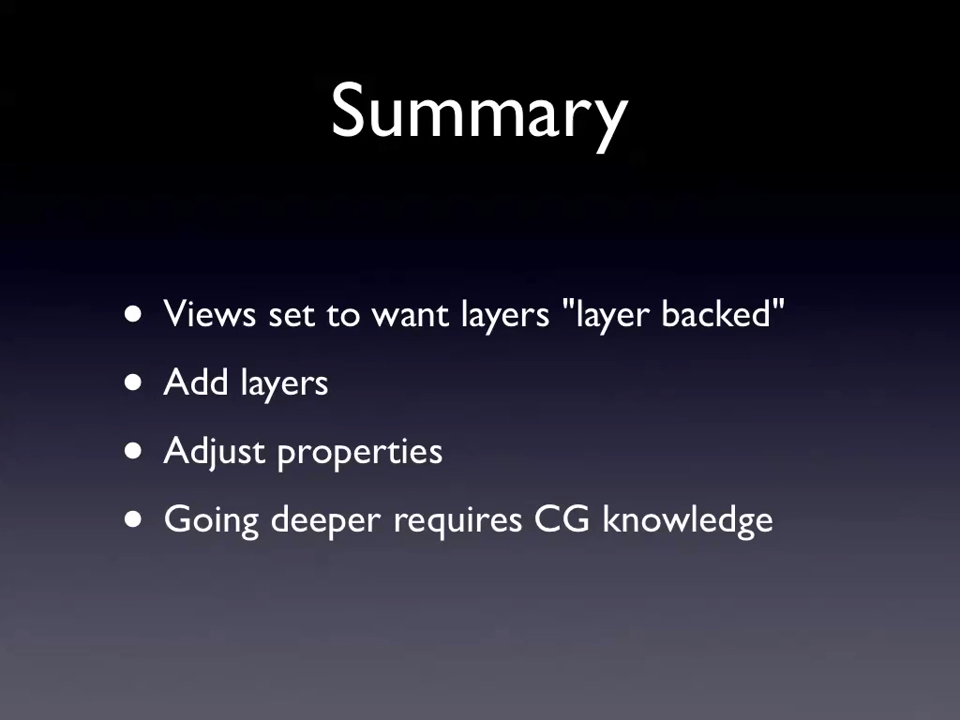 Summary
• Views set to want layers "layer backed"
• Add layers
• Adjust properties
• Going deeper requires CG knowledge